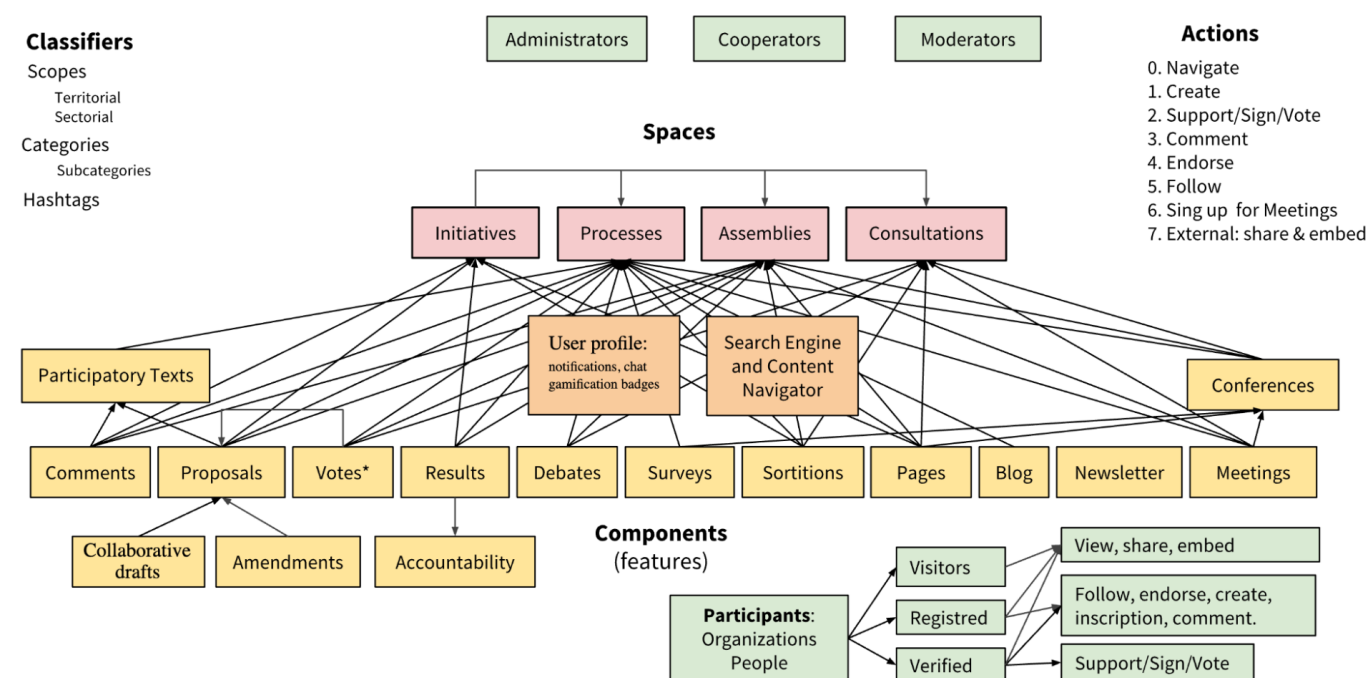 Classifiers
Scopes
Territorial
Sectorial
Categories
Subcategories
Hashtags
Administrators
Cooperators
Moderators
Actions
0. Navigate
1. Create
2. Support/Sign/Vote
3. Comment
4. Endorse
5. Follow
6. Sing up for Meetings
7. External: share & embed
Spaces
Initiatives
Processes
Assemblies
Consultations
User profile:
notifications, chat
gamification badges
Search Engine
and Content
Navigator
Participatory Texts
Conferences
Comments
Proposals
Votes*
Results
Debates
Surveys
Sortitions
Pages
Blog
Newsletter
Meetings
Collaborative
drafts
Amendments
Accountability
Components
(features)
Participants:
Organizations
People
Visitors
Registred
Verified
View, share, embed
Follow, endorse, create,
inscription, comment.
Support/Sign/Vote